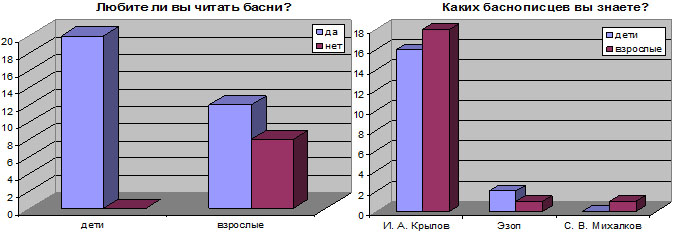 Любите ли вы читать басни?
да
нет
20
18
16
14
12
10
8
6
4
2
0
дети
взрослые
Каких баснописцев вы знаете?
дети
взрослые
18
16
14
12
10
8
6
4
2
0
И. А. Крылов
Эзоп
С. В. Михалков